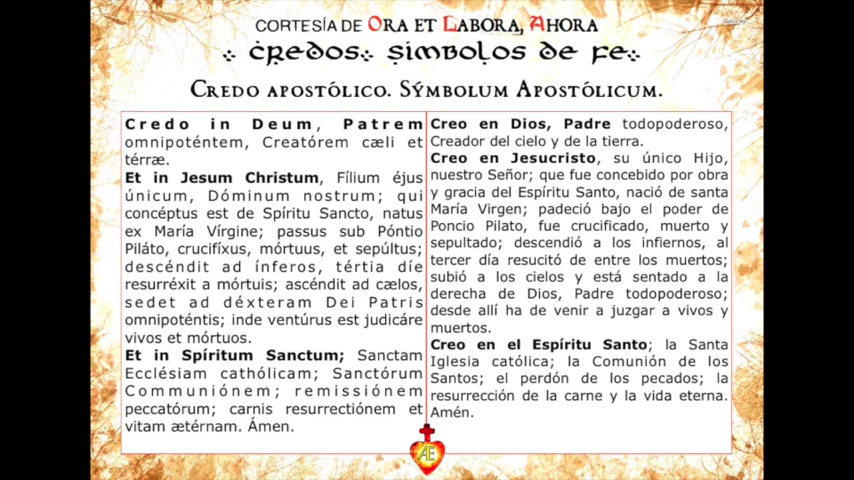 CORTESÍA DE ORA ET LABORA, AHORA
CREDOS: SIMBOLOS DE FE
CREDO APOSTÓLICO. SÝMBOLUM APOSTÓLICUM.
Credo in Deum, Patrem
omnipoténtem, Creatórem cæli et
térræ.
Et in Jesum Christum, Fílium éjus
únicum, Dóminum nostrum; qui
concéptus est de Spíritu Sancto, natus
ex María Vírgine; passus sub Póntio
Piláto, crucifíxus, mórtuus, et sepúltus;
descéndit ad ínferos, tértia díe
resurréxit a mórtuis; ascéndit ad cælos,
sedet ad déxteram Dei Patris
omnipoténtis; inde ventúrus est judicáre
vivos et mórtuos.
Et in Spíritum Sanctum; Sanctam
Ecclésiam cathólicam; Sanctórum
Communiónem; remissiónem
peccatórum; carnis resurrectiónem et
vitam ætérnam. Ámen.
Creo en Dios, Padre todopoderoso,
Creador del cielo y de la tierra.
Creo en Jesucristo, su único Hijo,
nuestro Señor; que fue concebido por obra
y gracia del Espíritu Santo, nació de santa
María Virgen; padeció bajo el poder de
Poncio Pilato, fue crucificado, muerto y
sepultado; descendió a los infiernos, al
tercer día resucitó de entre los muertos;
subió a los cielos y está sentado a la
derecha de Dios, Padre todopoderoso;
desde allí ha de venir a juzgar a vivos y
muertos.
Creo en el Espíritu Santo; la Santa
Iglesia católica; la Comunión de los
Santos; el perdón de los pecados; la
resurrección de la carne y la vida eterna.
Amén.
Æ